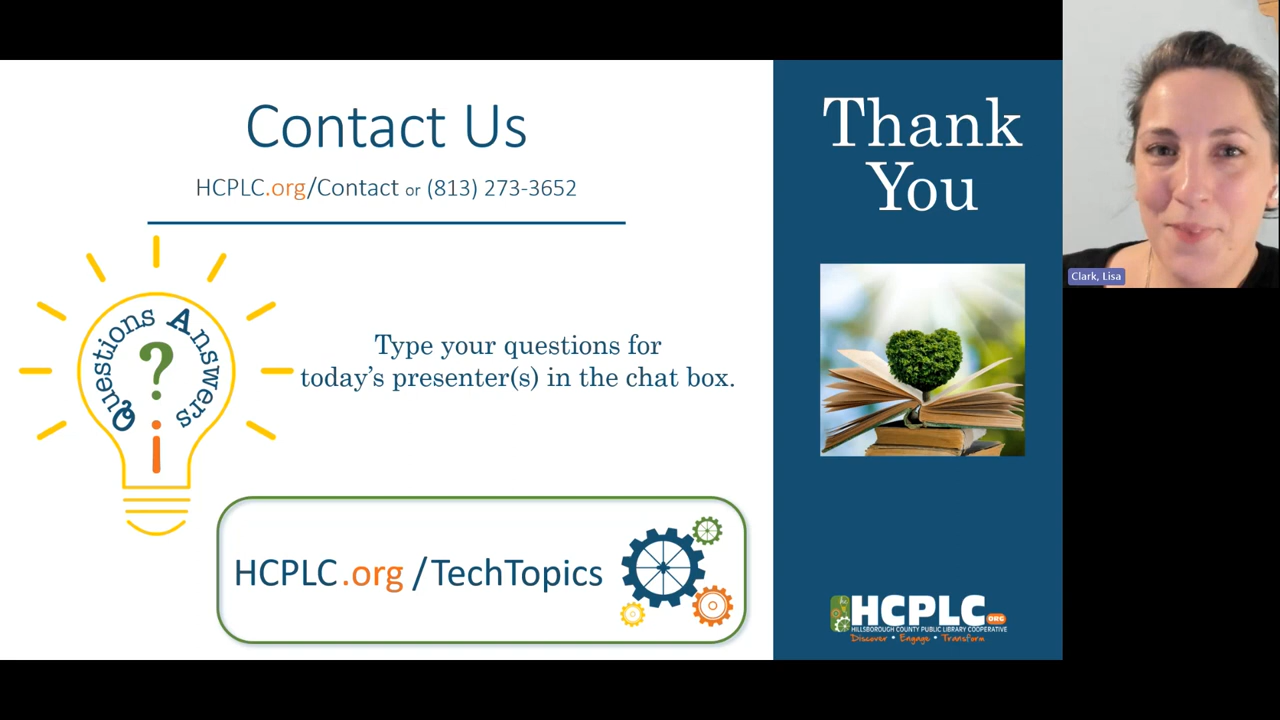 Contact Us
HCPLC.org/Contact or (813) 273-3652
Questions Answers
?
¡
Type your questions for
today's presenter(s) in the chat box.
HCPLC.org/TechTopics
Thank
You
HCPLC.ORG
HILLSBOROUGH COUNTY PUBLIC LIBRARY COOPERATIVE
Discover • Engage • Transform
Clark, Lisa